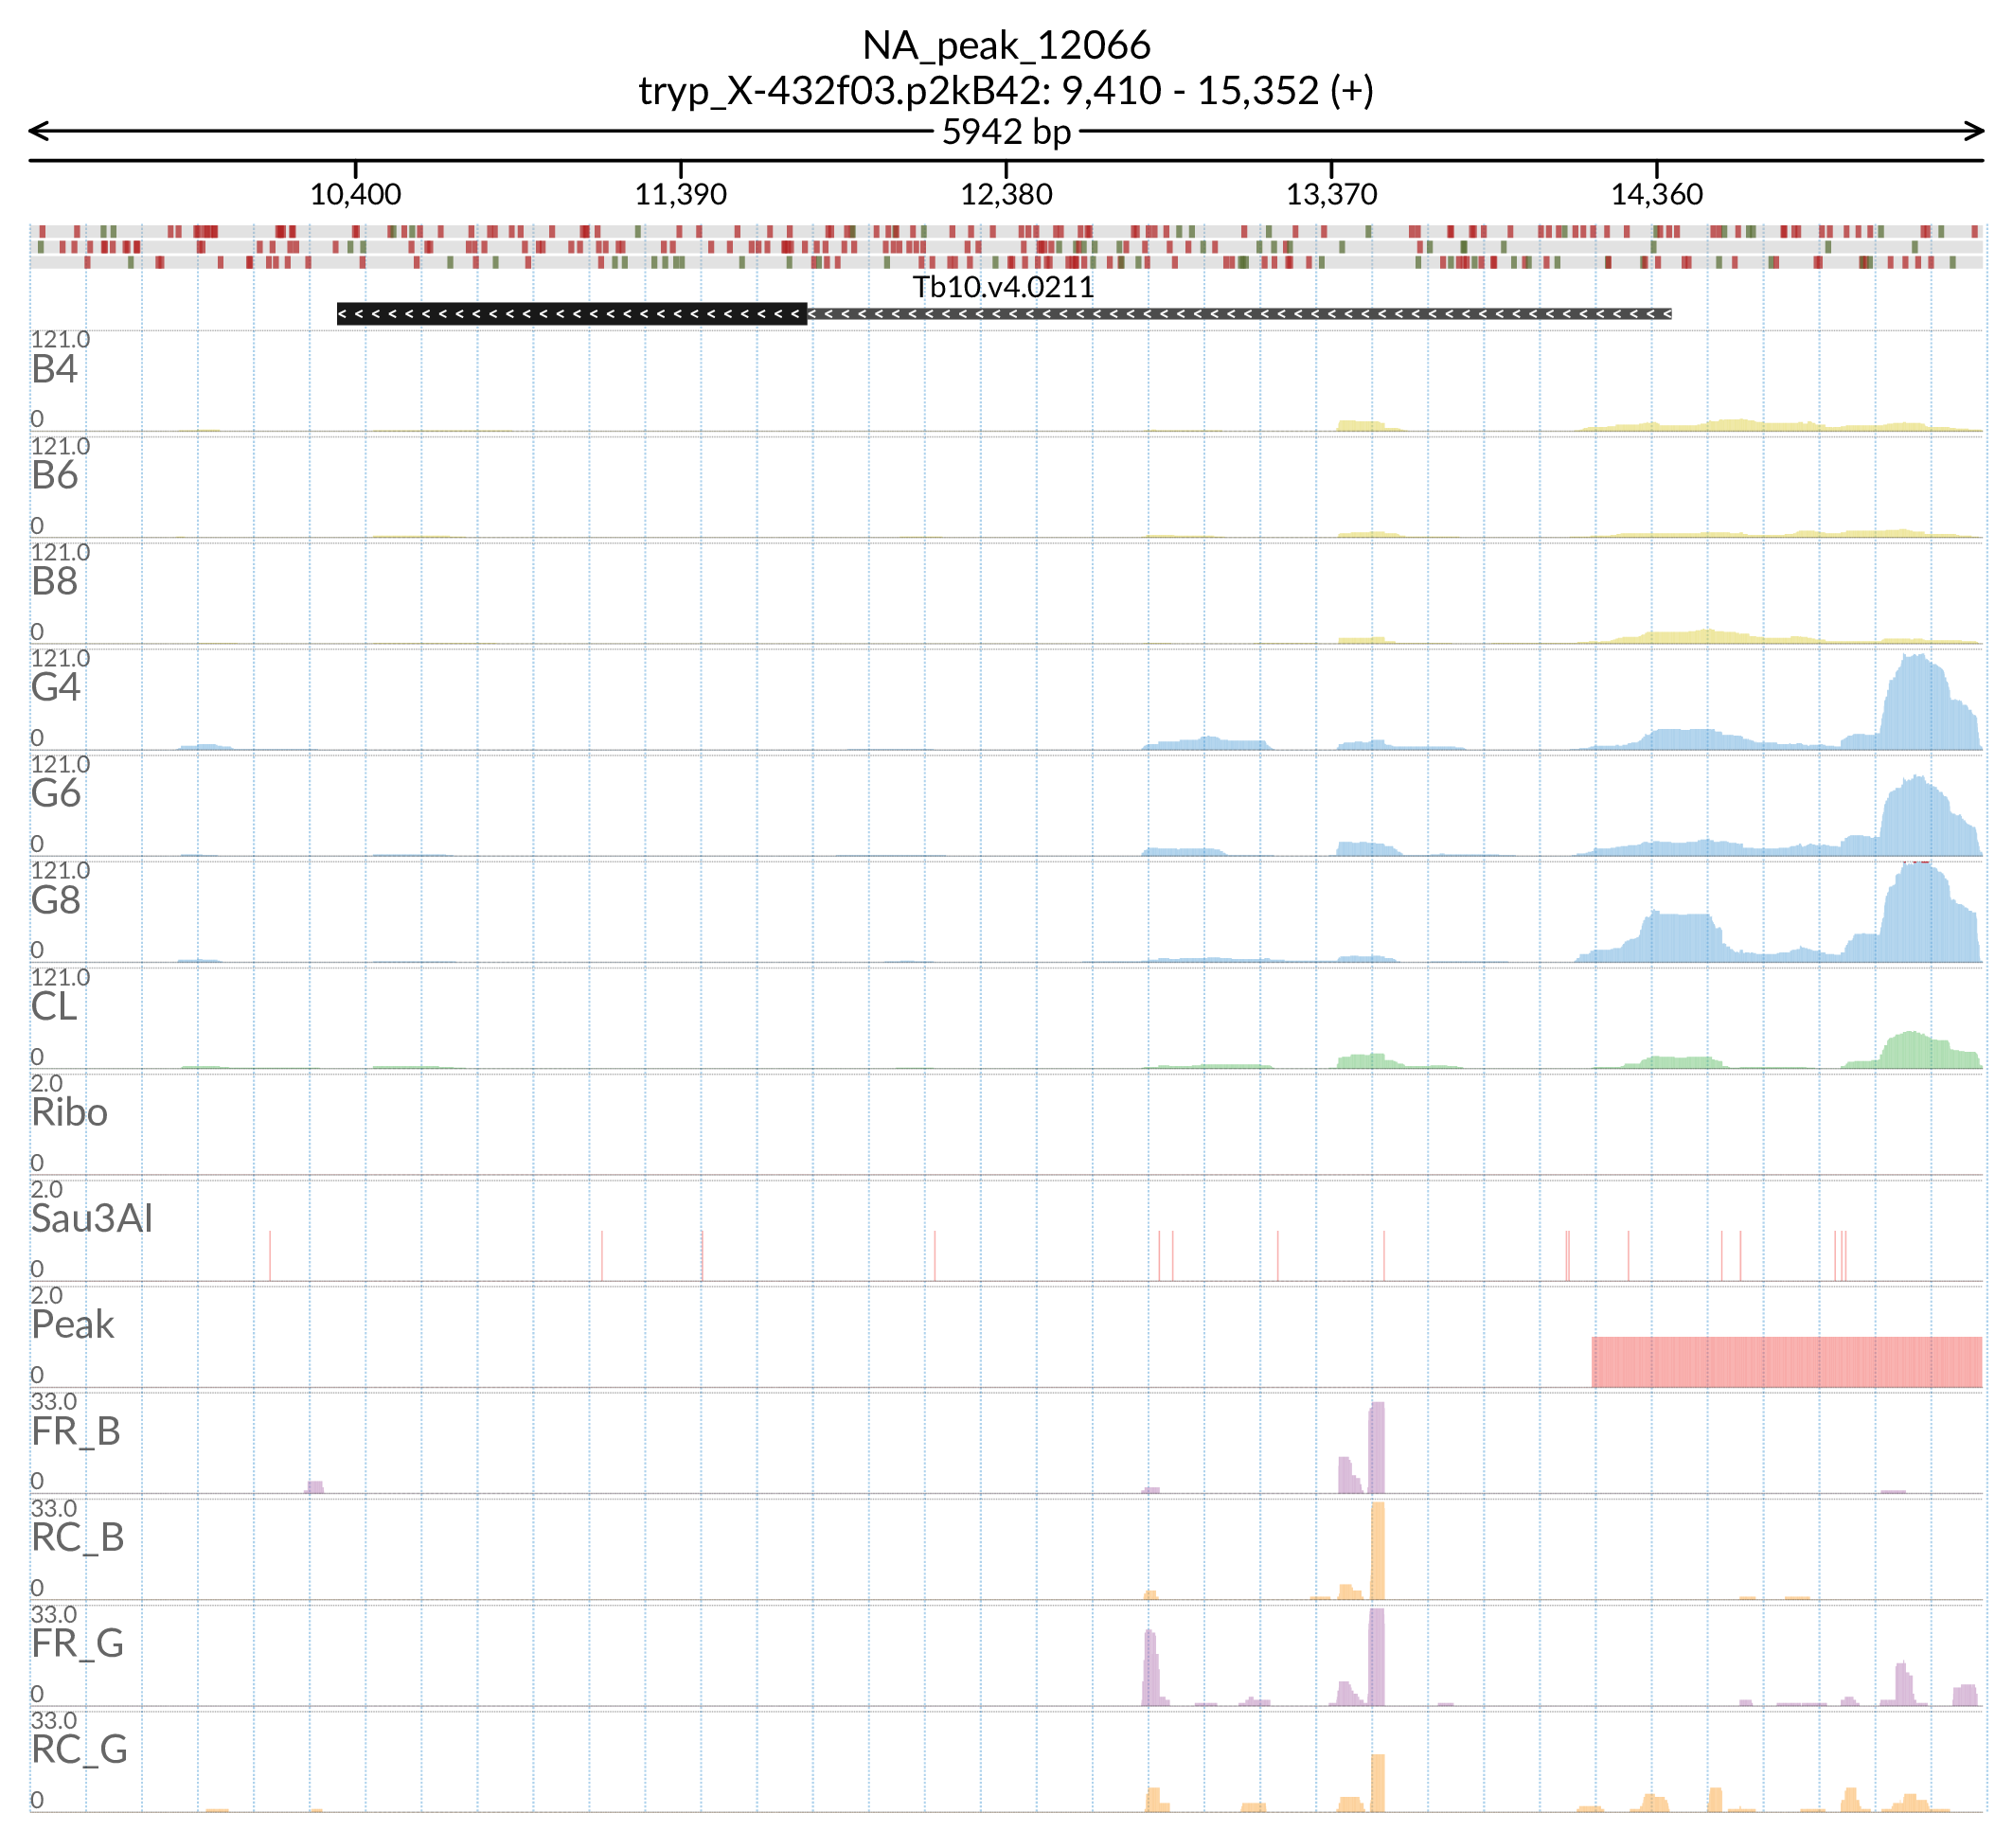 NA_peak_12066
tryp_X-432f03.p2kB42: 9,410 - 15,352 (+)
5942 bp
10,400 11,390 12,380 13,370 14,360
Tb10.v4.0211
121.0
B4
0
121.0
B6
0
121.0
B8
0
121.0
G4
0
121.0
G6
0
121.0
G8
0
121.0
CL
0
2.0
Ribo
0
2.0
Sau3AI
0
2.0
Peak
0
33.0
FR_B
0
33.0
RC_B
0
33.0
FR_G
0
33.0
RC_G
0